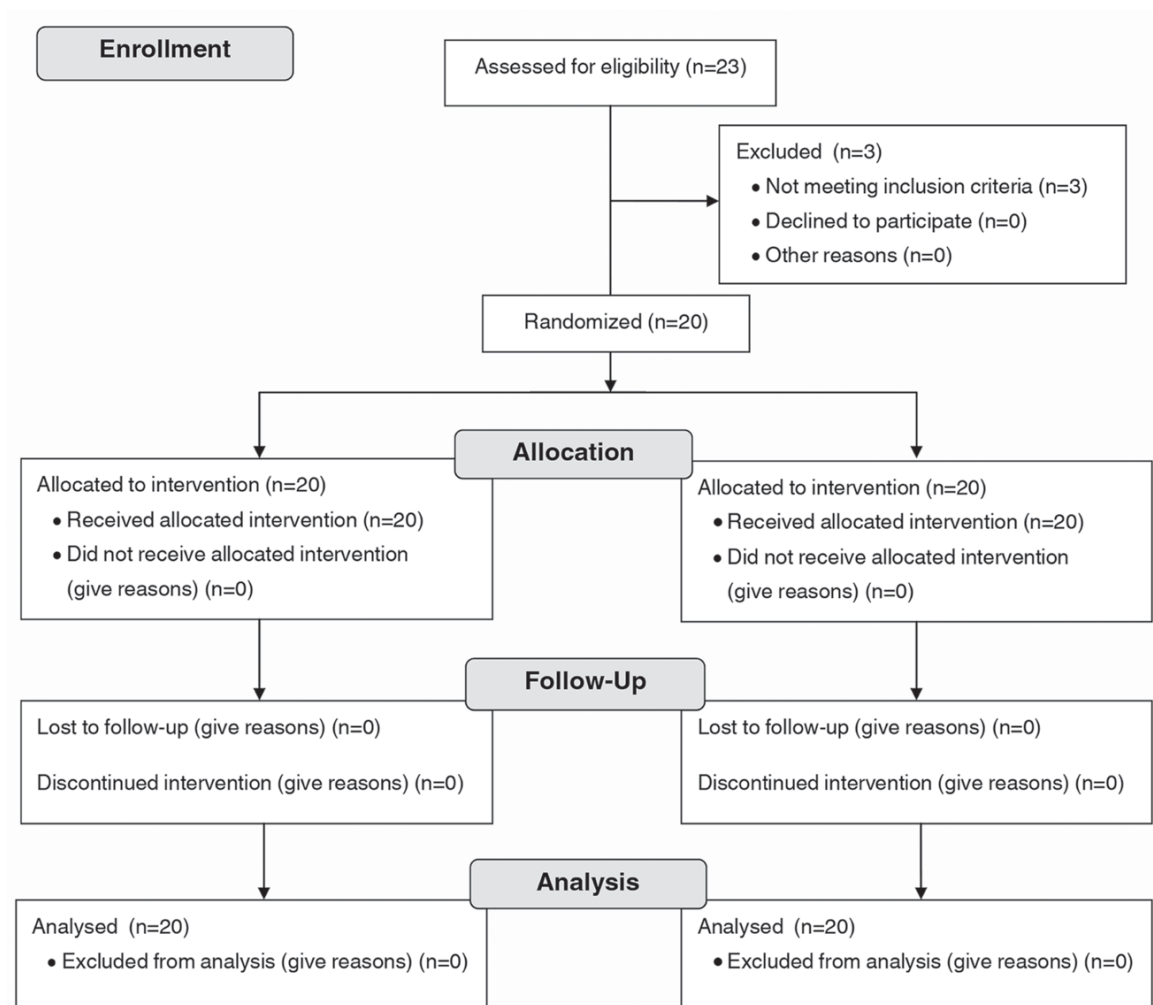 Enrollment
Assessed for eligibility (n=23)
Excluded (n=3)
• Not meeting inclusion criteria (n=3)
• Declined to participate (n=0)
• Other reasons (n=0)
Randomized (n=20)
Allocation
Allocated to intervention (n=20)
• Received allocated intervention (n=20)
• Did not receive allocated intervention
(give reasons) (n=0)
Allocated to intervention (n=20)
• Received allocated intervention (n=20)
• Did not receive allocated intervention
(give reasons) (n=0)
Follow-Up
Lost to follow-up (give reasons) (n=0)
Discontinued intervention (give reasons) (n=0)
Lost to follow-up (give reasons) (n=0)
Discontinued intervention (give reasons) (n=0)
Analysis
Analysed (n=20)
• Excluded from analysis (give reasons) (n=0)
Analysed (n=20)
• Excluded from analysis (give reasons) (n=0)